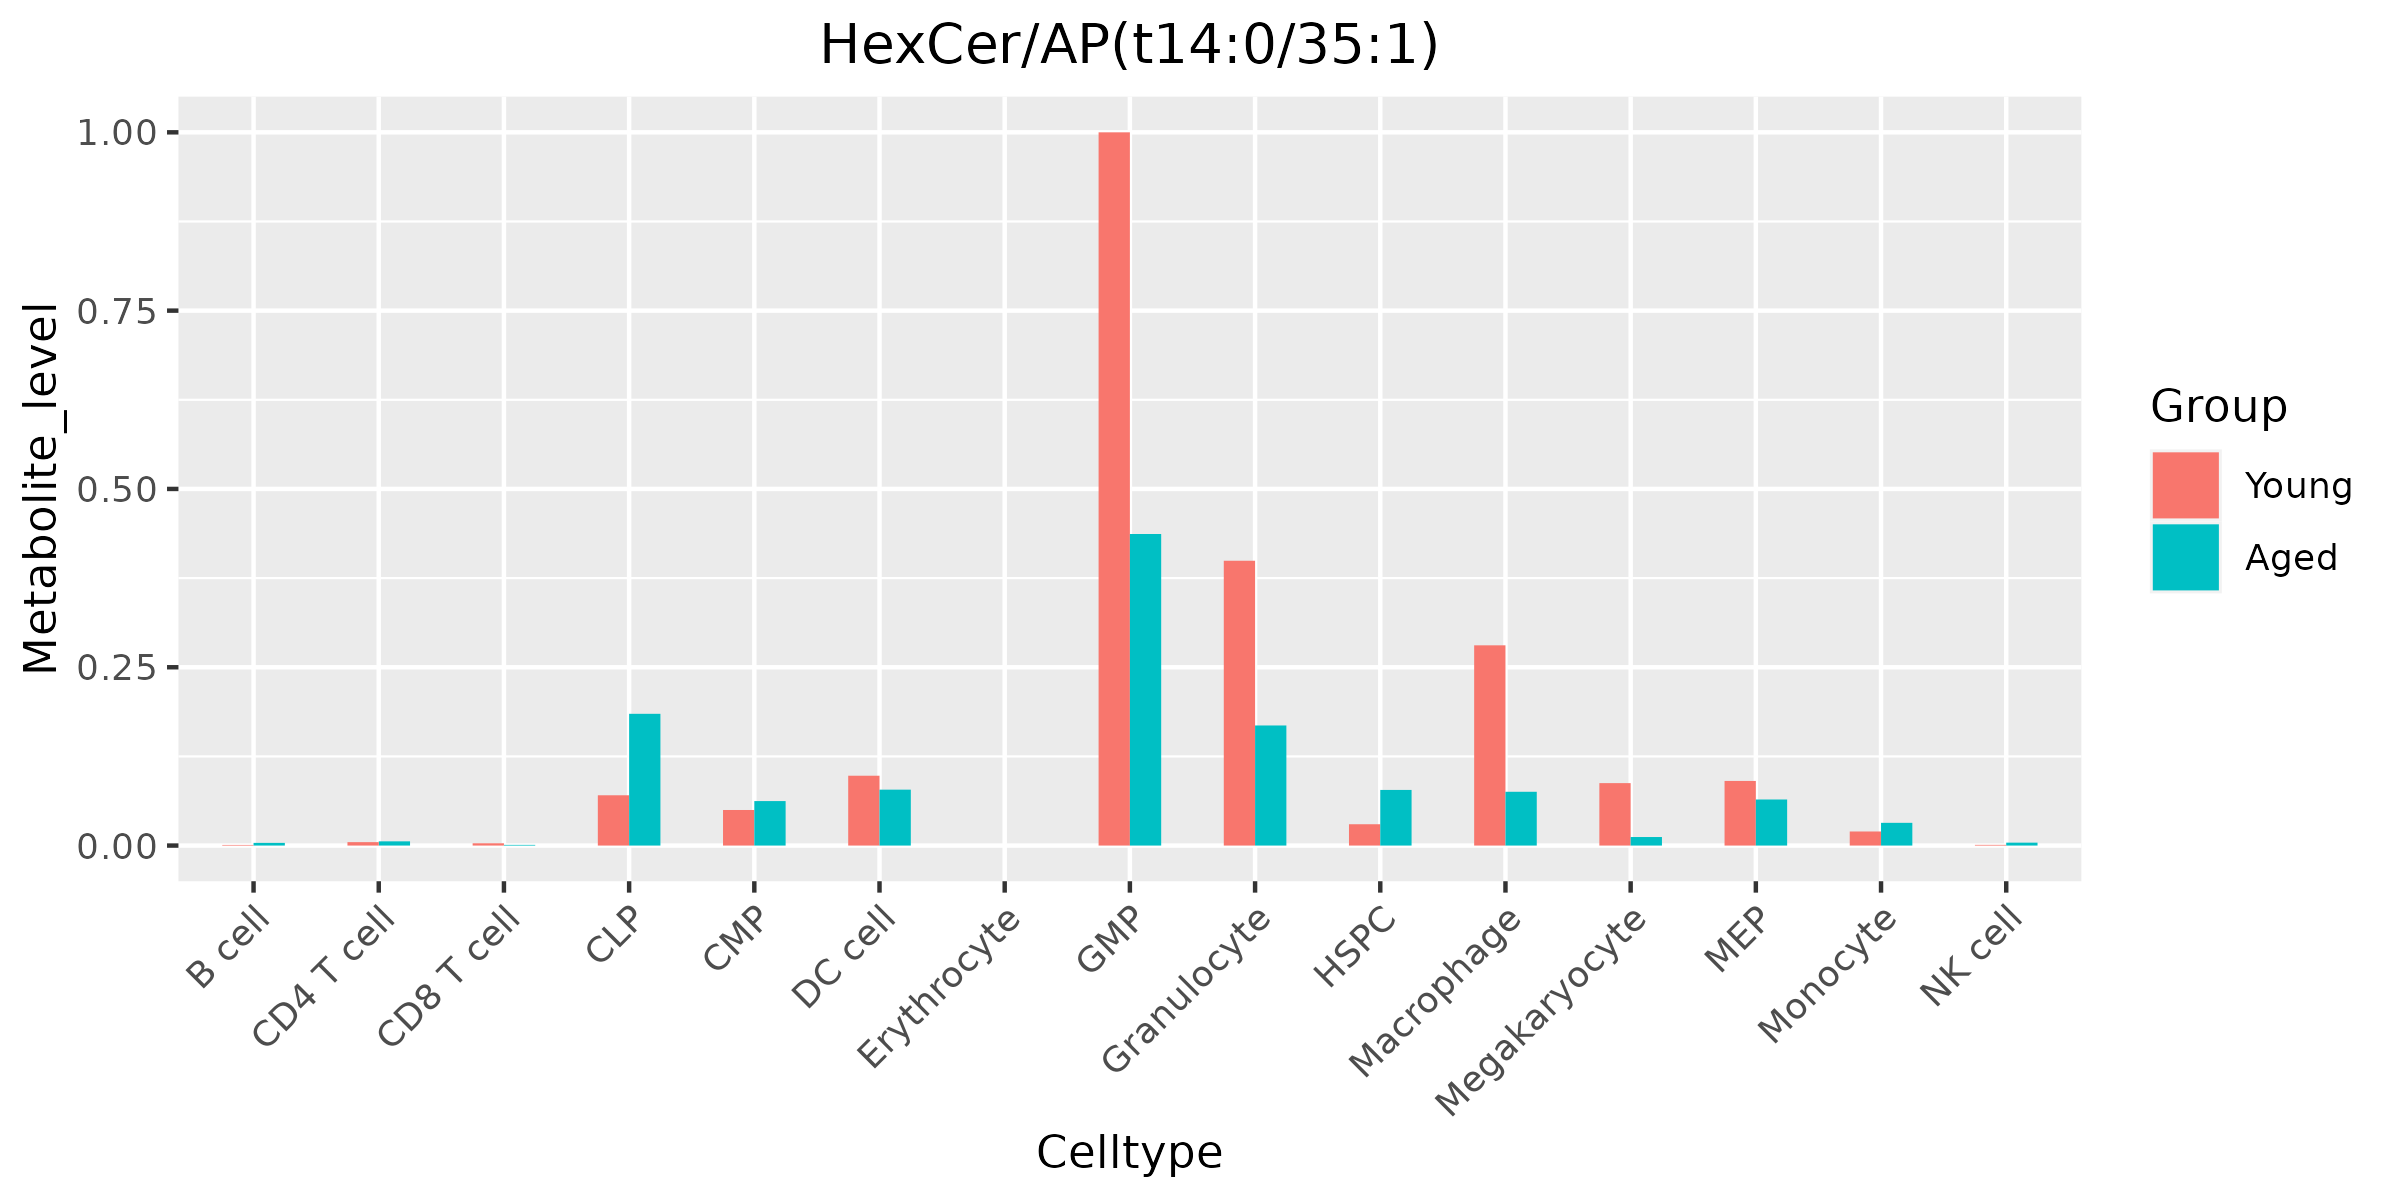 HexCer/AP(t14:0/35:1)
Metabolite_level
1.00
0.75
0.50
0.25
0.00
B cell
CD4 T cell
CD8 T cell
CLP
CMP
DC cell
Erythrocyte
GMP
Granulocyte
HSPC
Macrophage
Megakaryocyte
MEP
Monocyte
NK cell
Celltype
Group
Young
Aged